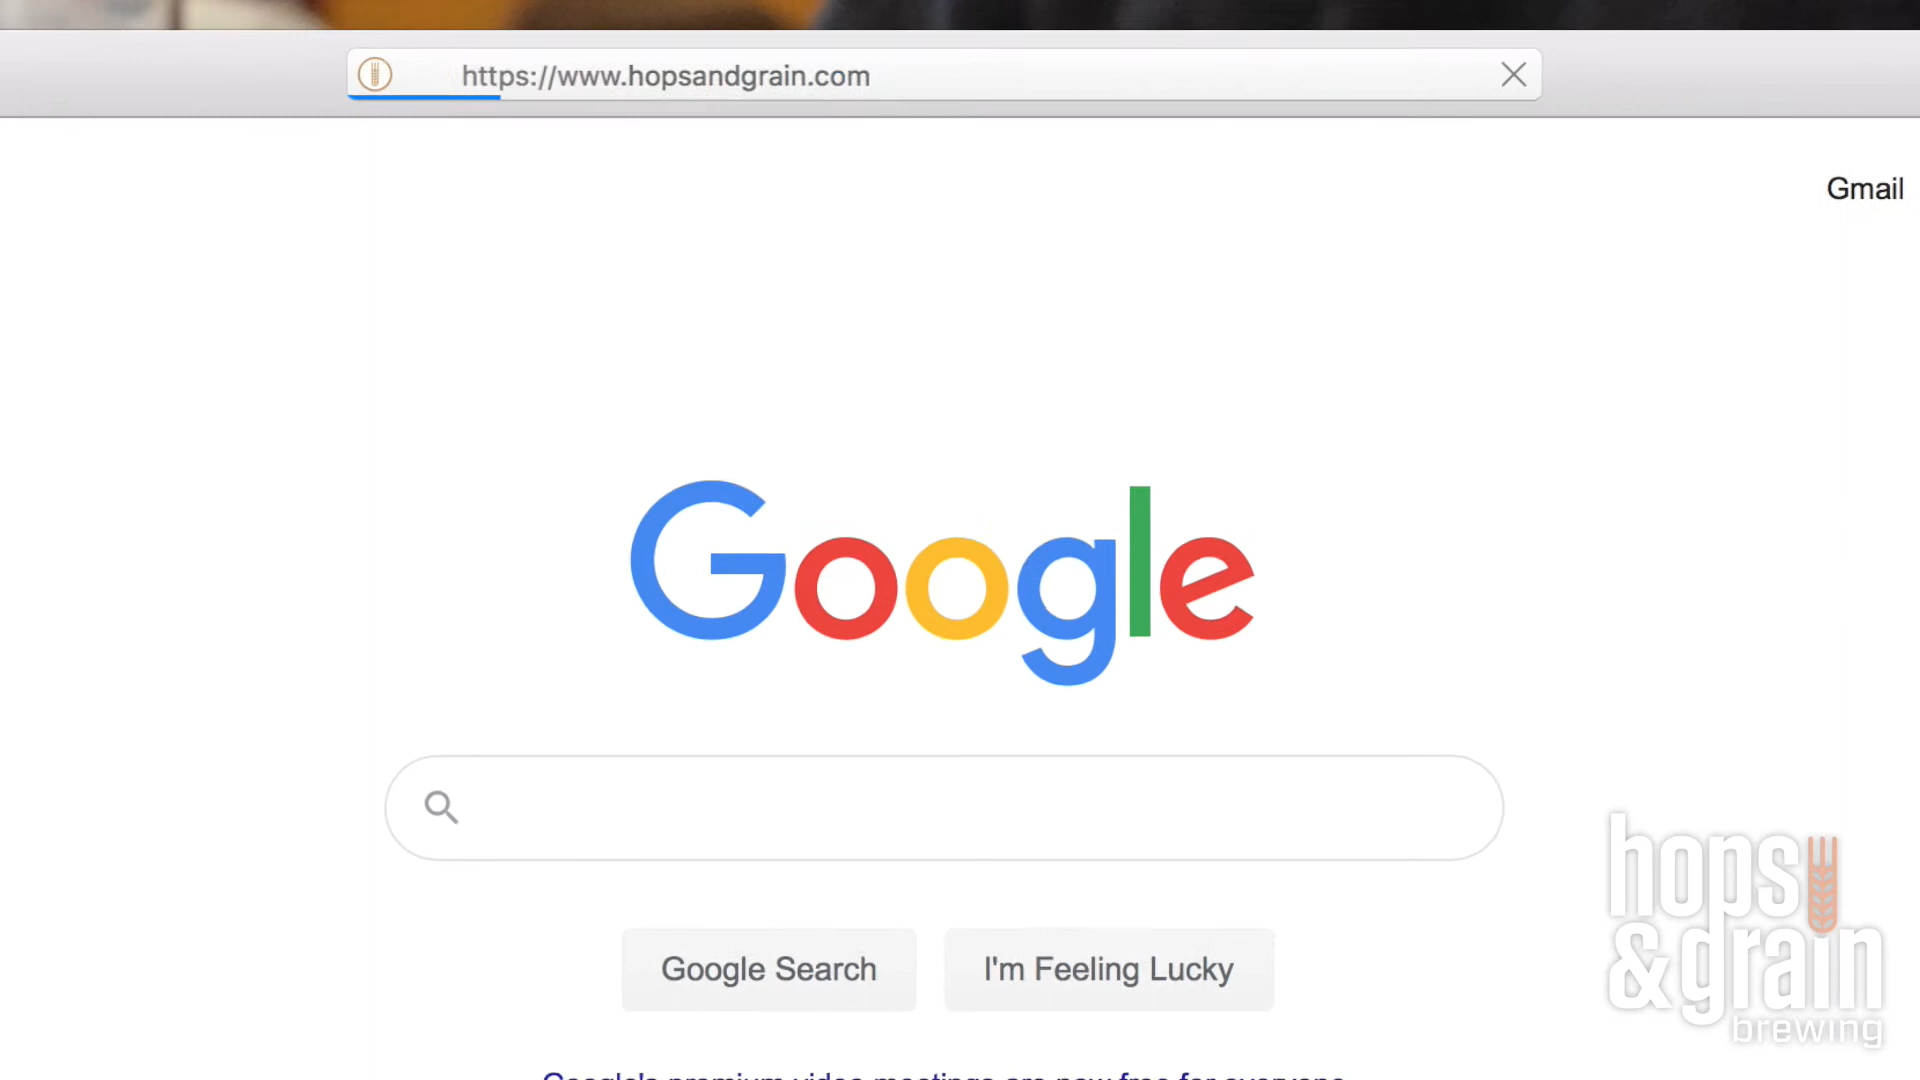 https://www.hopsandgrain.com
Gmail
Google
Google Search
I'm Feeling Lucky
hops
&grain
brewing
Google's premium video meetings are now free for everyone